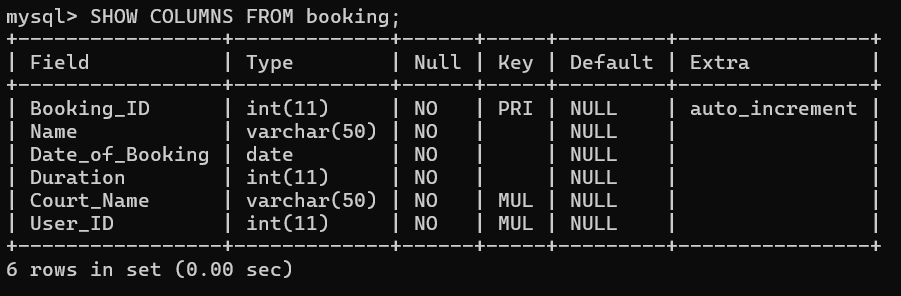 mysql> SHOW COLUMNS FROM booking;
+-----------------+-------------+------+-----+---------+----------------+
| Field           | Type        | Null | Key | Default | Extra          |
+-----------------+-------------+------+-----+---------+----------------+
| Booking_ID      | int(11)     | NO   | PRI | NULL    | auto_increment |
| Name            | varchar(50) | NO   |     | NULL    |                |
| Date_of_Booking | date        | NO   |     | NULL    |                |
| Duration        | int(11)     | NO   |     | NULL    |                |
| Court_Name      | varchar(50) | NO   | MUL | NULL    |                |
| User_ID         | int(11)     | NO   | MUL | NULL    |                |
+-----------------+-------------+------+-----+---------+----------------+
6 rows in set (0.00 sec)